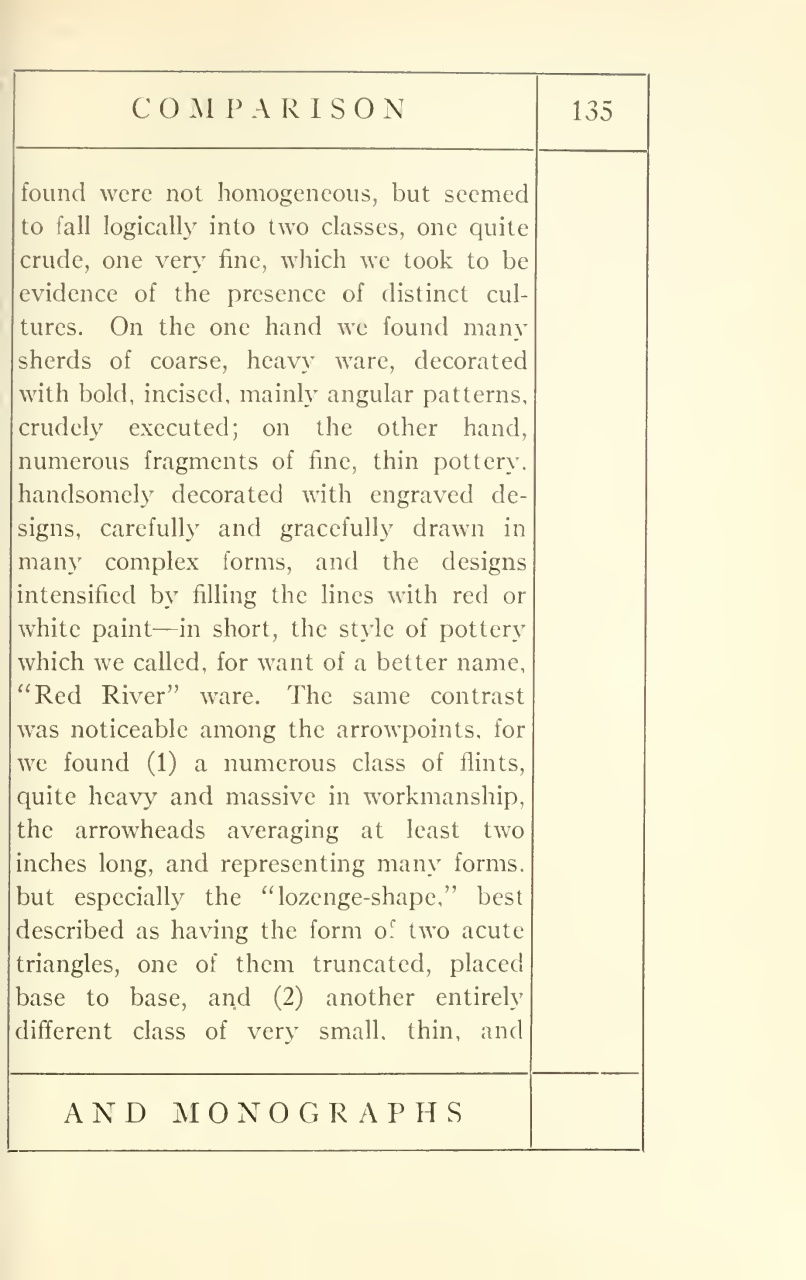 COMPARISON
135
found were not homogeneous, but seemed
to fall logically into two classes, one quite
crude, one very fine, which we took to be
evidence of the presence of distinct cul-
tures. On the one hand we found many
sherds of coarse, heavy ware, decorated
with bold, incised, mainly angular patterns,
crudely executed; on the other hand,
numerous fragments of fine, thin pottery,
handsomely decorated with engraved de-
signs, carefully and gracefully drawn in
many complex forms, and the designs
intensified by filling the lines with red or
white paint—in short, the style of pottery
which we called, for want of a better name,
“Red River” ware. The same contrast
was noticeable among the arrowpoints, for
we found (1) a numerous class of flints,
quite heavy and massive in workmanship,
the arrowheads averaging at least two
inches long, and representing many forms,
but especially the “lozenge-shape,” best
described as having the form of two acute
triangles, one of them truncated, placed
base to base, and (2) another entirely
different class of very small, thin, and
AND MONOGRAPHS